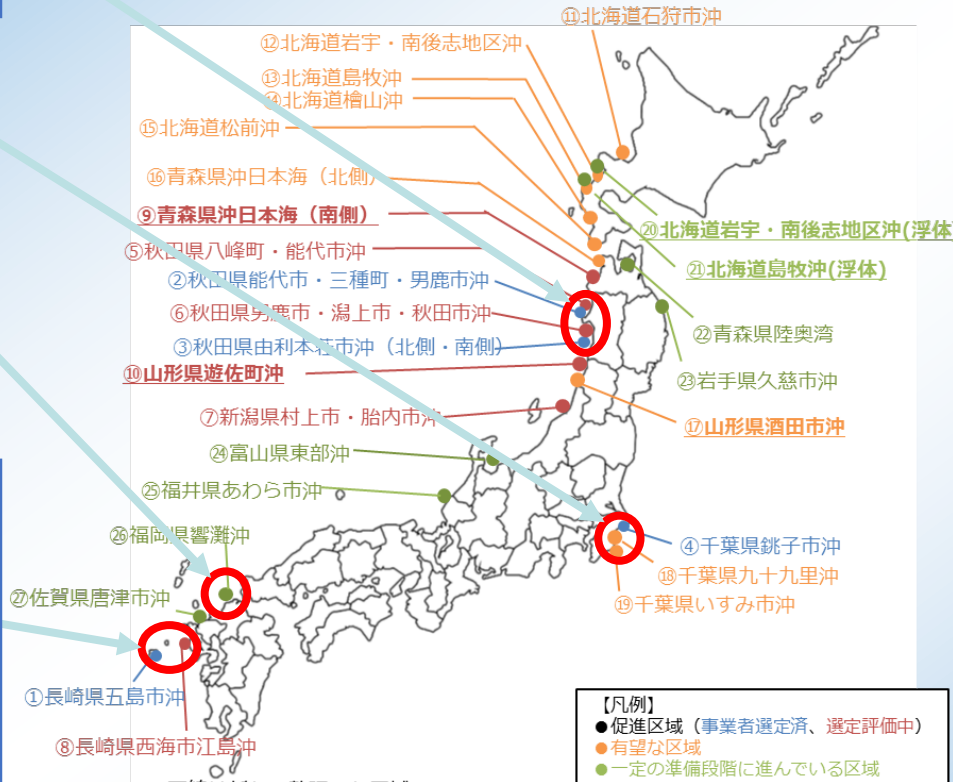 ⑪北海道石狩市沖
⑫北海道岩宇・南後志地区沖
⑬北海道島牧沖
⑭北海道檜山沖
⑮北海道松前沖
⑯青森県沖日本海（北側）
⑨青森県沖日本海（南側）
⑤秋田県八峰町・能代市沖
②秋田県能代市・三種町・男鹿市沖
⑥秋田県男鹿市・潟上市・秋田市沖
③秋田県由利本荘市沖（北側・南側）
⑩山形県遊佐町沖
⑦新潟県村上市・胎内市沖
㉔富山県東部沖
㉕福井県あわら市沖
㉖福岡県響灘沖
㉗佐賀県唐津市沖
①長崎県五島市沖
⑧長崎県西海市江島沖
⑳北海道岩宇・南後志地区沖(浮体
㉑北海道島牧沖(浮体)
㉒青森県陸奥湾
㉓岩手県久慈市沖
⑰山形県酒田市沖
④千葉県銚子市沖
⑱千葉県九十九里沖
⑲千葉県いすみ市沖
【凡例】
●促進区域（事業者選定済、選定評価中）
●有望な区域
●一定の準備段階に進んでいる区域